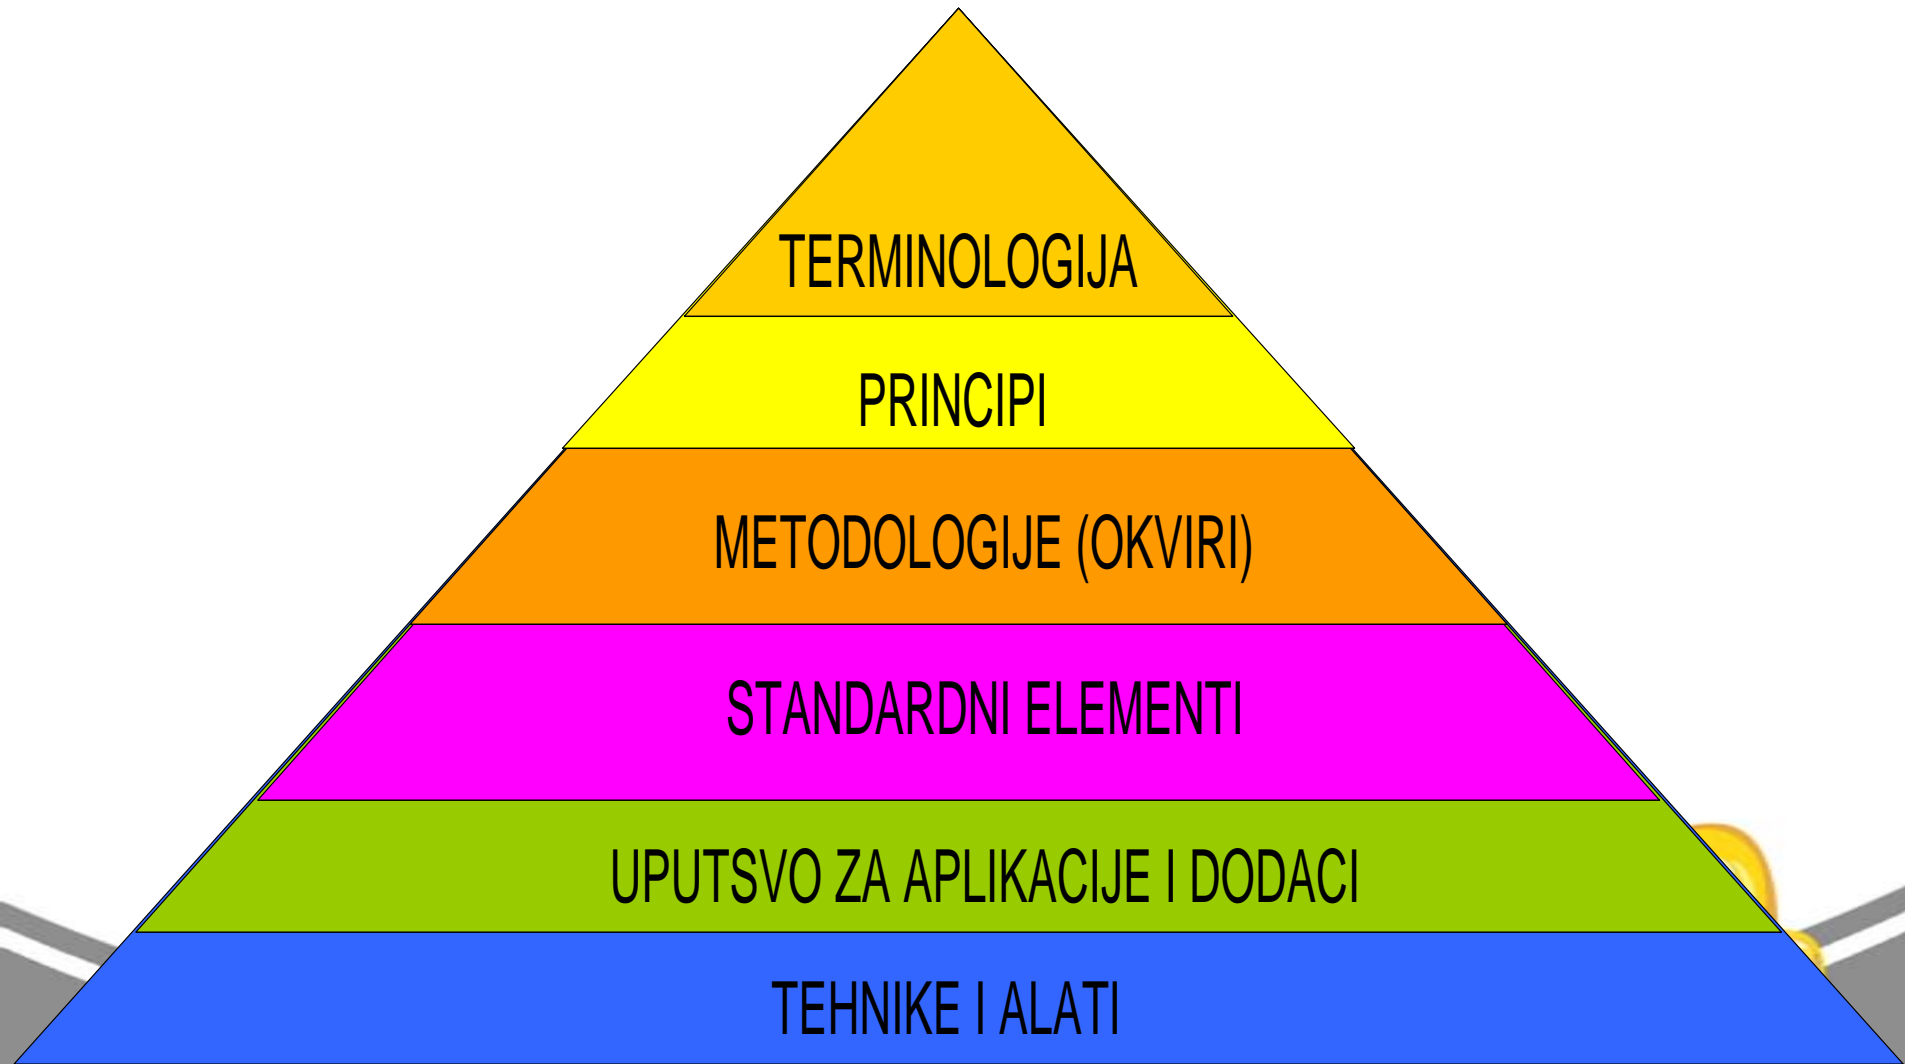 TERMINOLOGIJA
PRINCIPI
METODOLOGIJE (OKVIRI)
STANDARDNI ELEMENTI
UPUTSVO ZA APLIKACIJE I DODACI
TEHNIKE I ALATI